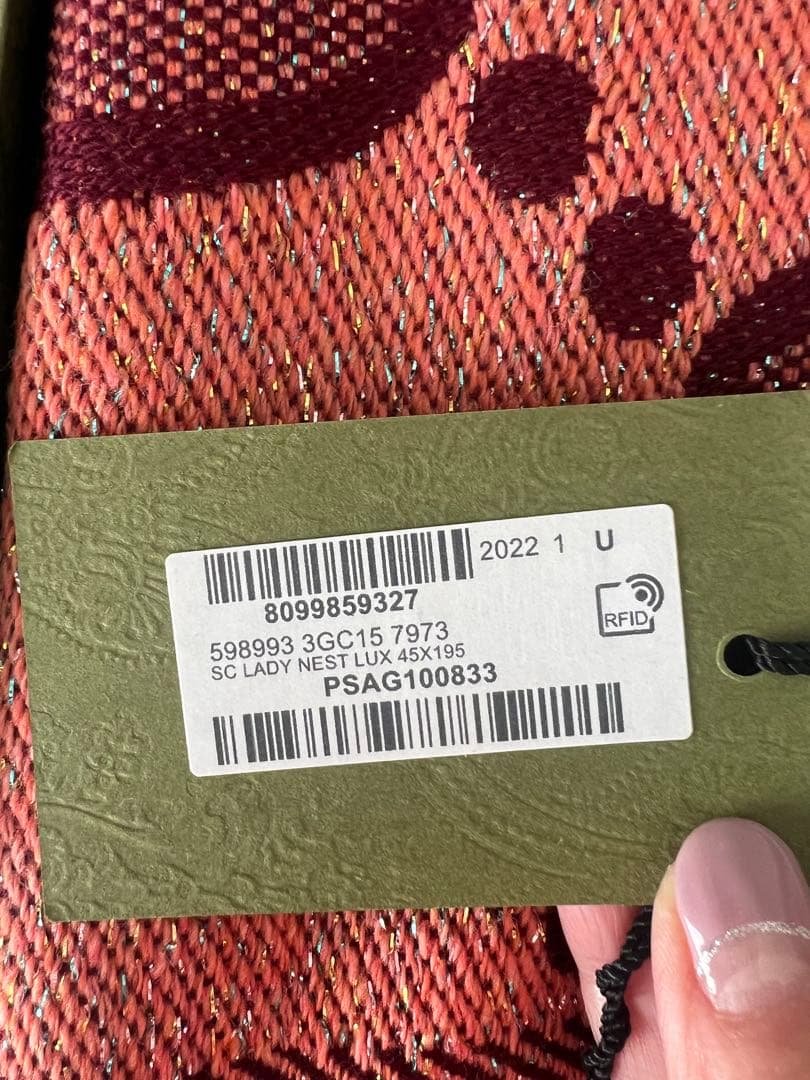 2022 1 U
8099859327
RFID
598993 3GC15 7973
SC LADY NEST LUX 45X195
PSAG100833